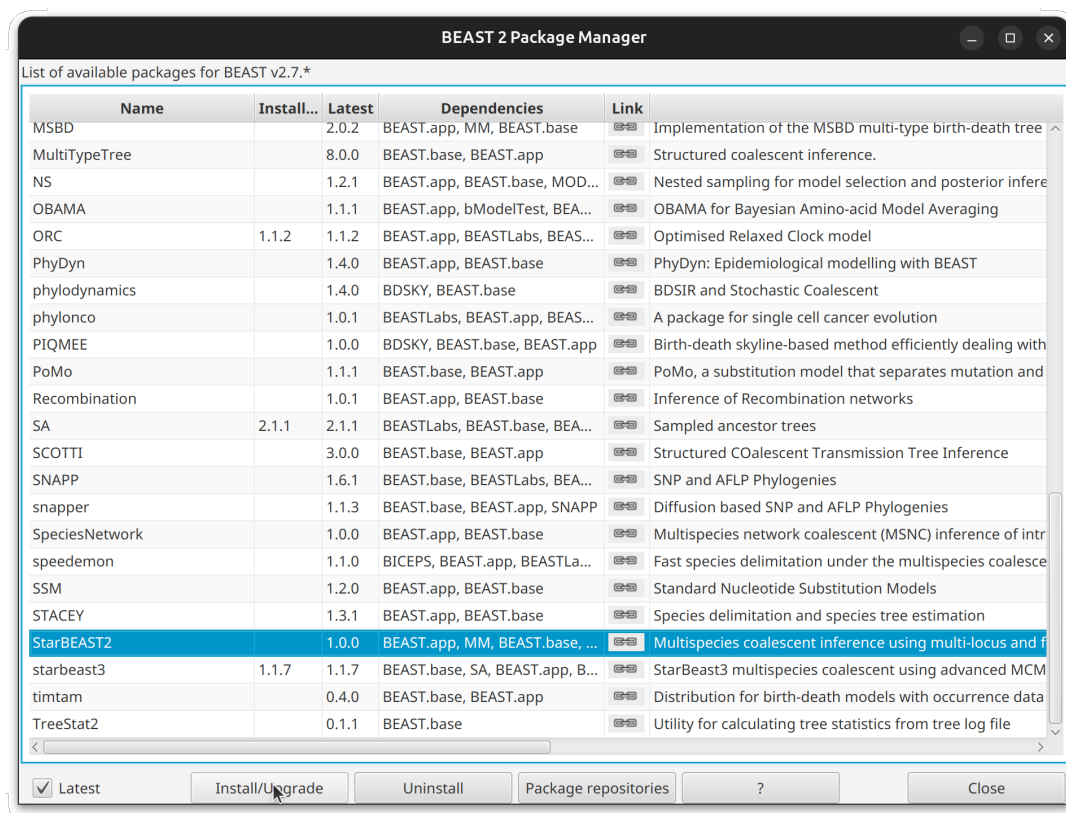 BEAST 2 Package Manager
List of available packages for BEAST v2.7.*
Name Install... Latest Dependencies Link
MSBD 2.0.2 BEAST.app, MM, BEAST.base Implementation of the MSBD multi-type birth-death tree
MultiTypeTree 8.0.0 BEAST.base, BEAST.app Structured coalescent inference.
NS 1.2.1 BEAST.app, BEAST.base, MOD... Nested sampling for model selection and posterior infere
OBAMA 1.1.1 BEAST.app, bModelTest, BEA... OBAMA for Bayesian Amino-acid Model Averaging
ORC 1.1.2 1.1.2 BEAST.app, BEASTLabs, BEAS... Optimised Relaxed Clock model
PhyDyn 1.4.0 BEAST.app, BEAST.base PhyDyn: Epidemiological modelling with BEAST
phylodynamics 1.4.0 BDSKY, BEAST.base BDSIR and Stochastic Coalescent
phylonco 1.0.1 BEASTLabs, BEAST.app, BEAS... A package for single cell cancer evolution
PIQMEE 1.0.0 BDSKY, BEAST.base, BEAST.app Birth-death skyline-based method efficiently dealing with
PoMo 1.1.1 BEAST.base, BEAST.app PoMo, a substitution model that separates mutation and
Recombination 1.0.1 BEAST.app, BEAST.base Inference of Recombination networks
SA 2.1.1 2.1.1 BEASTLabs, BEAST.base, BEA... Sampled ancestor trees
SCOTTI 3.0.0 BEAST.base, BEAST.app Structured COalescent Transmission Tree Inference
SNAPP 1.6.1 BEAST.base, BEASTLabs, BEA... SNP and AFLP Phylogenies
snapper 1.1.3 BEAST.base, BEAST.app, SNAPP Diffusion based SNP and AFLP Phylogenies
SpeciesNetwork 1.0.0 BEAST.app, BEAST.base Multispecies network coalescent (MSNC) inference of intr
speedemon 1.1.0 BICEPS, BEAST.app, BEASTLa... Fast species delimitation under the multispecies coalesce
SSM 1.2.0 BEAST.app, BEAST.base Standard Nucleotide Substitution Models
STACEY 1.3.1 BEAST.app, BEAST.base Species delimitation and species tree estimation
StarBEAST2 1.0.0 BEAST.app, MM, BEAST.base, ... Multispecies coalescent inference using multi-locus and f
starbeast3 1.1.7 1.1.7 BEAST.base, SA, BEAST.app, B... StarBeast3 multispecies coalescent using advanced MCM
timtam 0.4.0 BEAST.base, BEAST.app Distribution for birth-death models with occurrence data
TreeStat2 0.1.1 BEAST.base Utility for calculating tree statistics from tree log file
Latest Install/Upgrade Uninstall Package repositories ? Close